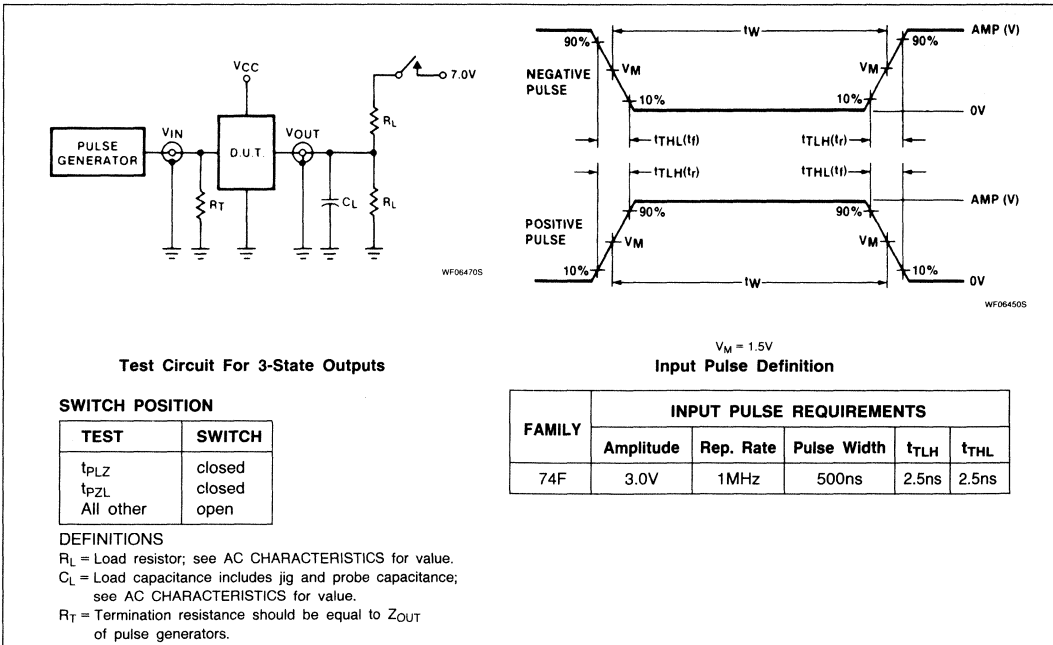 VCC
7.0V
RL
PULSE GENERATOR
VIN
D.U.T.
VOUT
RT
CL
RL
WF06470S
Test Circuit For 3-State Outputs
SWITCH POSITION
TEST SWITCH
tPLZ closed
tPZL closed
All other open
DEFINITIONS
RL = Load resistor; see AC CHARACTERISTICS for value.
CL = Load capacitance includes jig and probe capacitance;
see AC CHARACTERISTICS for value.
RT = Termination resistance should be equal to ZOUT
of pulse generators.
tW
AMP (V)
90% 90%
NEGATIVE PULSE
VM VM
10% 10%
0V
tTHL(tf) tTLH(tr)
tTLH(tr) tTHL(tf)
AMP (V)
90% 90%
POSITIVE PULSE
VM VM
10% 10%
tW
0V
WF06450S
VM = 1.5V
Input Pulse Definition
FAMILY INPUT PULSE REQUIREMENTS
Amplitude Rep. Rate Pulse Width tTLH tTHL
74F 3.0V 1MHz 500ns 2.5ns 2.5ns